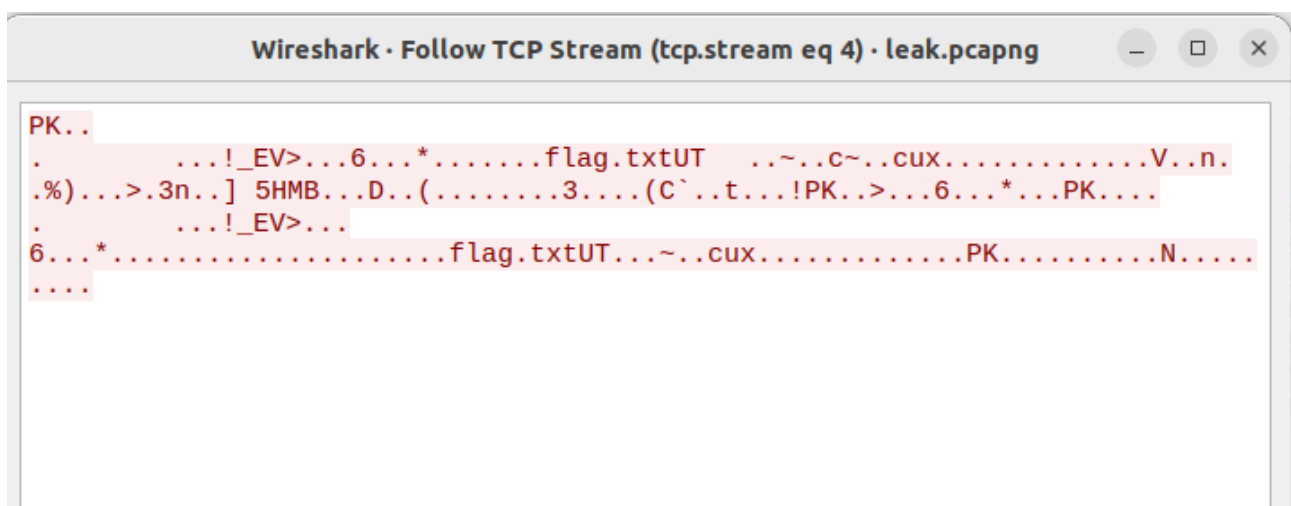 Wireshark · Follow TCP Stream (tcp.stream eq 4) · leak.pcapng
PK..
.         ...!_EV>...6...*.......flag.txtUT   ..~..c~..cux.............V..n.
.%)...>.3n..] 5HMB...D..(........3....(C`..t...!PK..>...6...*...PK....
.         ...!_EV>...
6...*.....................flag.txtUT...~..cux.............PK..........N.....
....